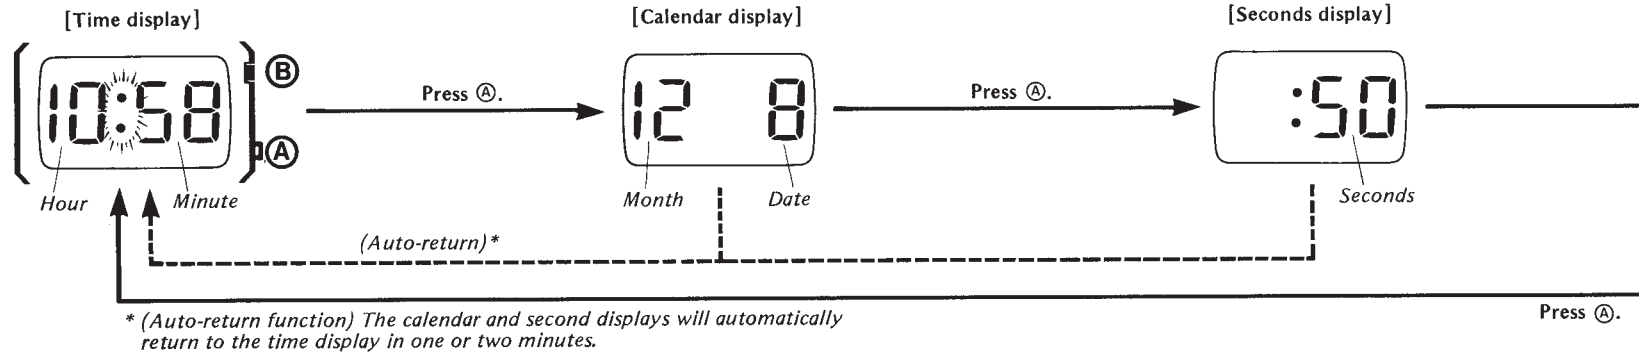 [Time display]
[Calendar display]
[Seconds display]
10:58
Ⓑ
Ⓐ
Press Ⓐ.
12 8
Press Ⓐ.
:50
Hour
Minute
Month
Date
Seconds
(Auto-return)*
Press Ⓐ.
* (Auto-return function) The calendar and second displays will automatically
return to the time display in one or two minutes.